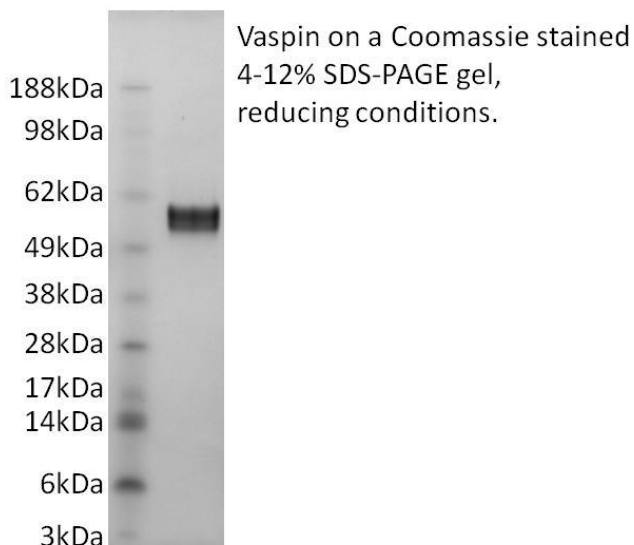 Vaspin on a Coomassie stained
4-12% SDS-PAGE gel,
reducing conditions.
188kDa
98kDa
62kDa
49kDa
38kDa
28kDa
17kDa
14kDa
6kDa
3kDa